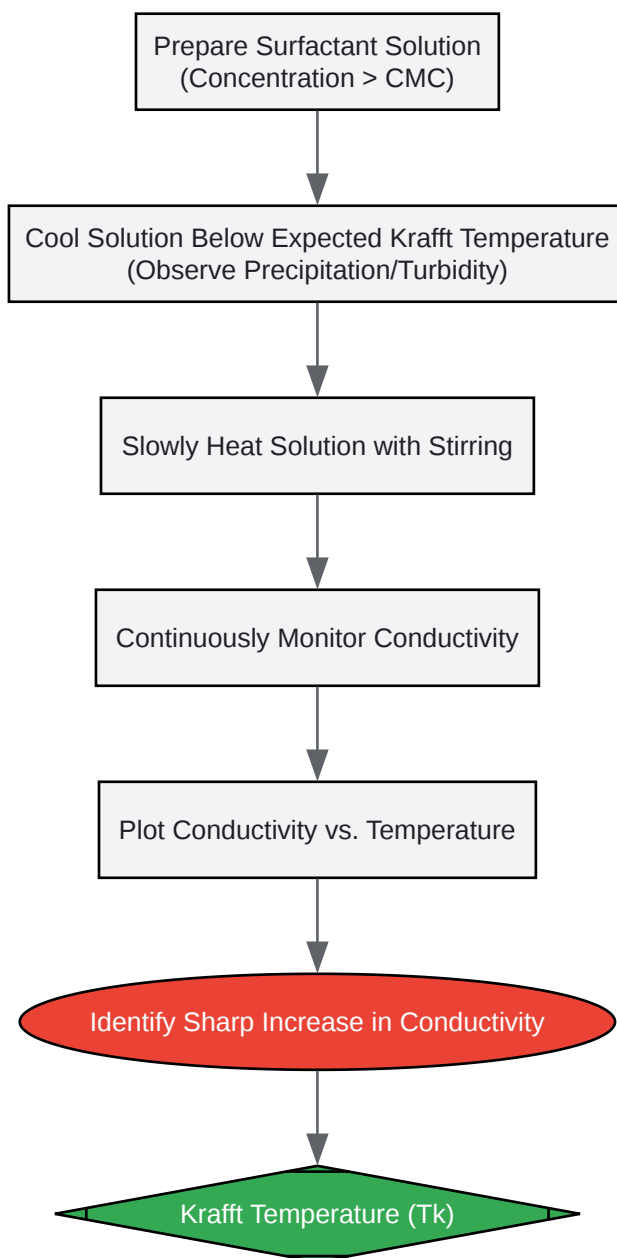 Prepare Surfactant Solution
(Concentration > CMC)
Cool Solution Below Expected Krafft Temperature
(Observe Precipitation/Turbidity)
Slowly Heat Solution with Stirring
Continuously Monitor Conductivity
Plot Conductivity vs. Temperature
Identify Sharp Increase in Conductivity
Krafft Temperature (Tk)